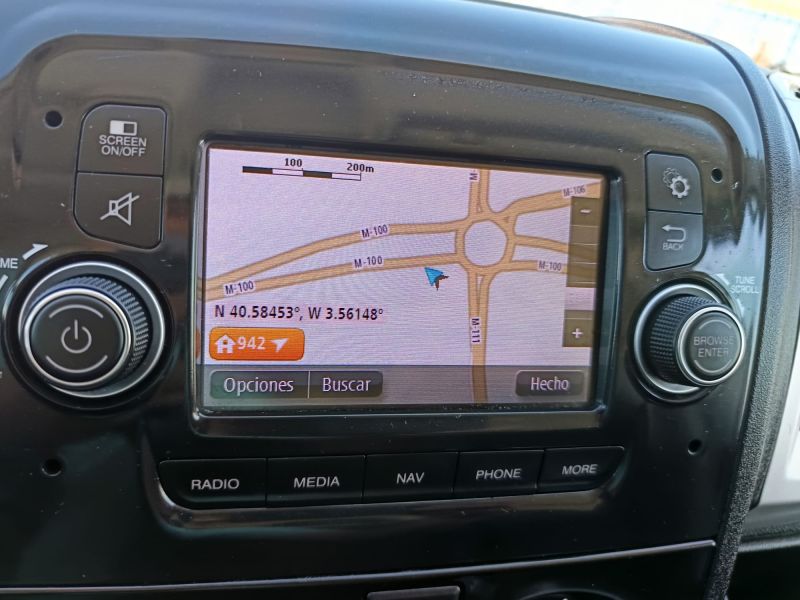 SCREEN
ON/OFF
100 200m
M-
M-106
M-100
M-100
M-100
M-100
M-111
N 40.58453°, W 3.56148°
942
Opciones
Buscar
Hecho
-
+
BACK
TUNE
SCROLL
BROWSE
ENTER
RADIO
MEDIA
NAV
PHONE
MORE